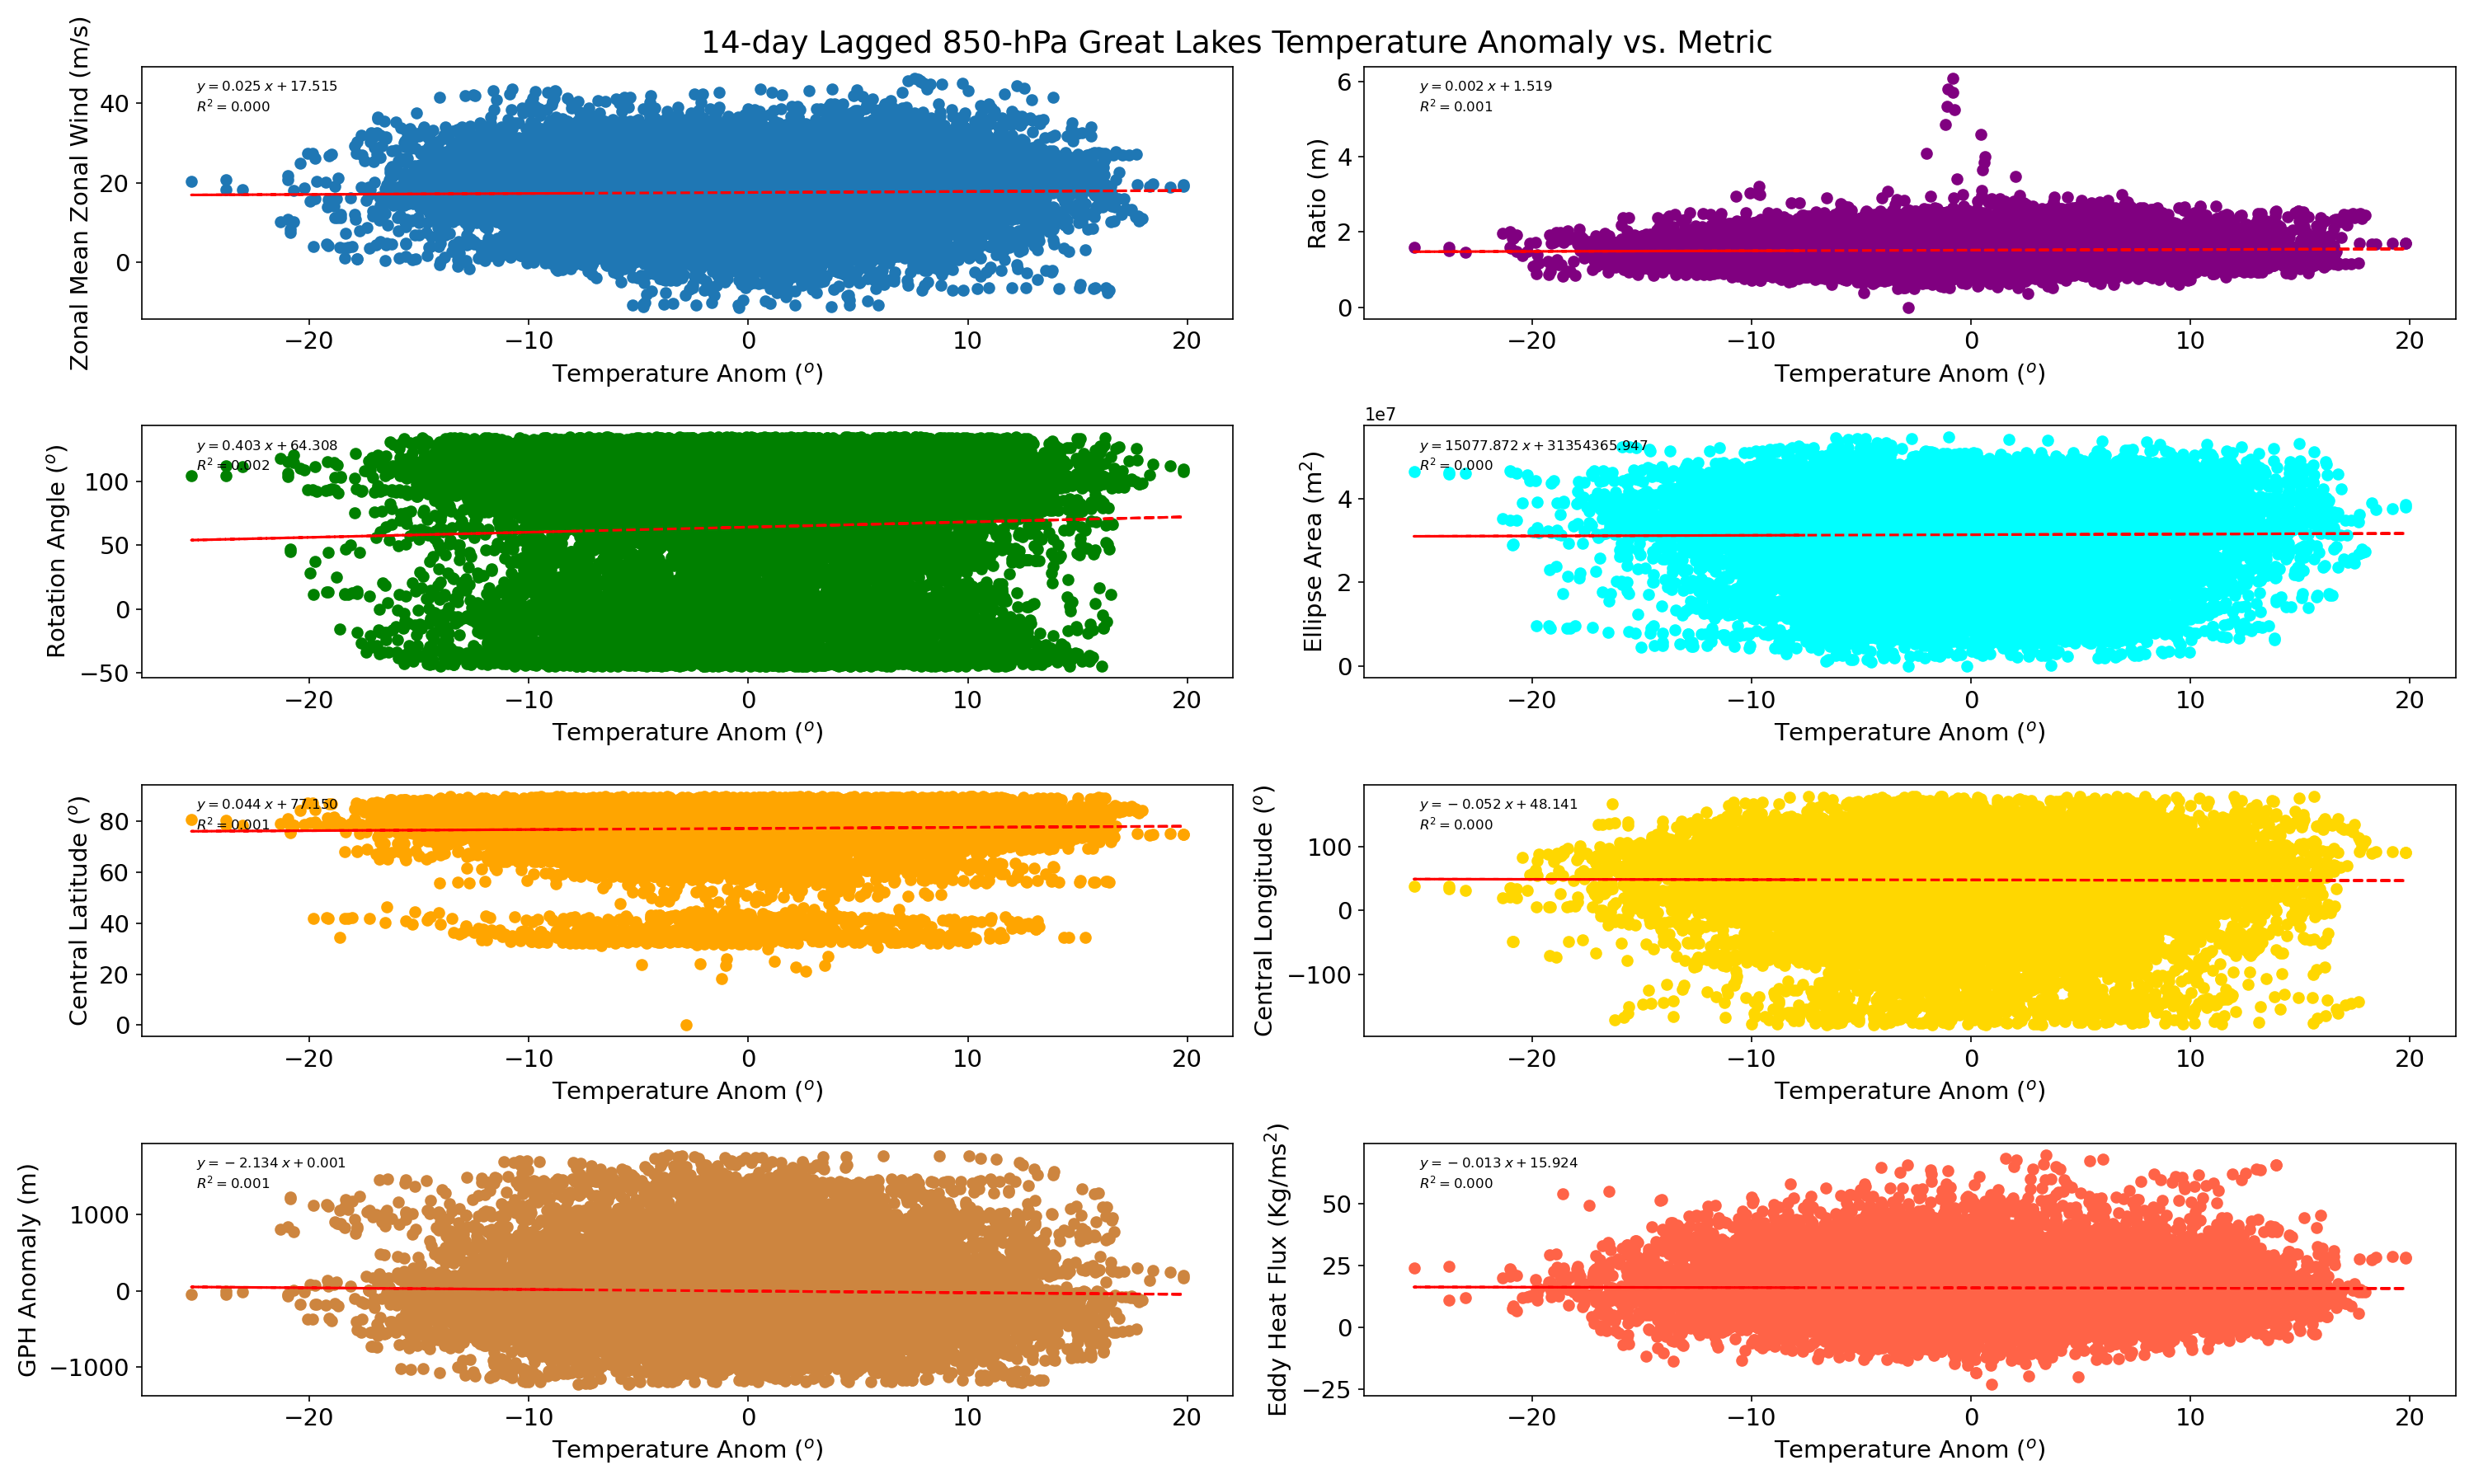 14-day Lagged 850-hPa Great Lakes Temperature Anomaly vs. Metric
Zonal Mean Zonal Wind (m/s)
40
20
0
y = 0.025 x + 17.515
R² = 0.000
−20 −10 0 10 20
Temperature Anom (°)
Ratio (m)
6
4
2
0
y = 0.002 x + 1.519
R² = 0.001
−20 −10 0 10 20
Temperature Anom (°)
Rotation Angle (°)
100
50
0
−50
y = 0.403 x + 64.308
R² = 0.002
−20 −10 0 10 20
Temperature Anom (°)
Ellipse Area (m²)
1e7
4
2
0
y = 15077.872 x + 31354365.947
R² = 0.000
−20 −10 0 10 20
Temperature Anom (°)
Central Latitude (°)
80
60
40
20
0
y = 0.044 x + 77.150
R² = 0.001
−20 −10 0 10 20
Temperature Anom (°)
Central Longitude (°)
100
0
−100
y = − 0.052 x + 48.141
R² = 0.000
−20 −10 0 10 20
Temperature Anom (°)
GPH Anomaly (m)
1000
0
−1000
y = − 2.134 x + 0.001
R² = 0.001
−20 −10 0 10 20
Temperature Anom (°)
Eddy Heat Flux (Kg/ms²)
50
25
0
−25
y = − 0.013 x + 15.924
R² = 0.000
−20 −10 0 10 20
Temperature Anom (°)